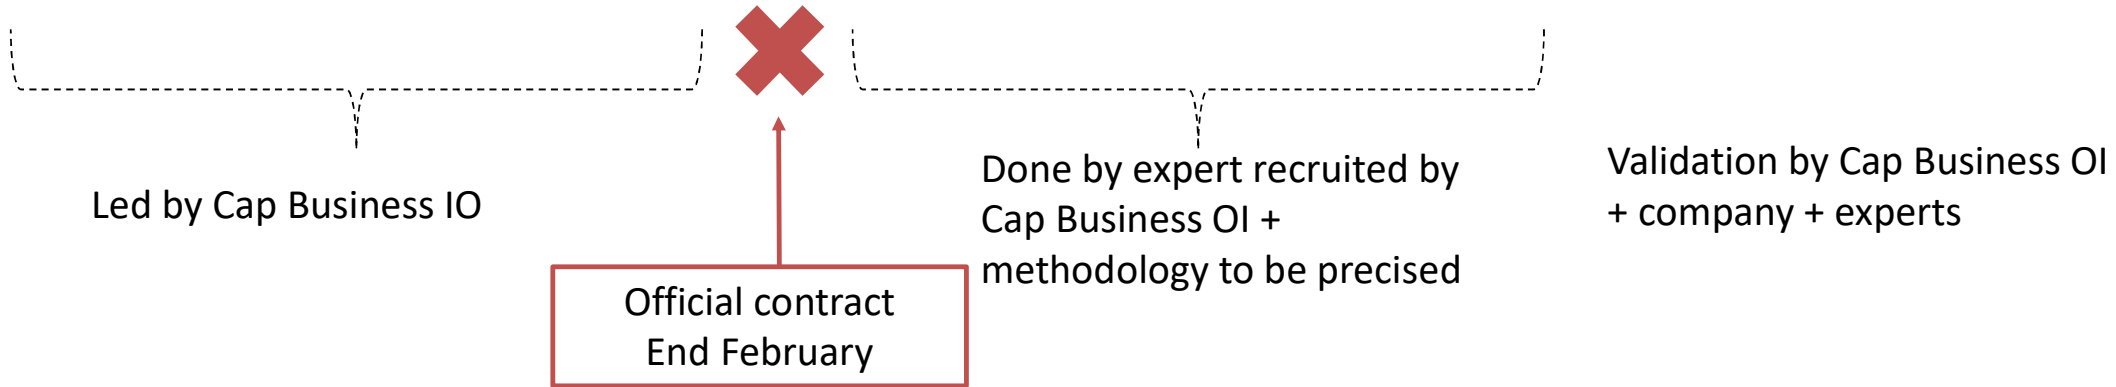 Led by Cap Business IO
Official contract
End February
Done by expert recruited by
Cap Business OI +
methodology to be precised
Validation by Cap Business OI
+ company + experts